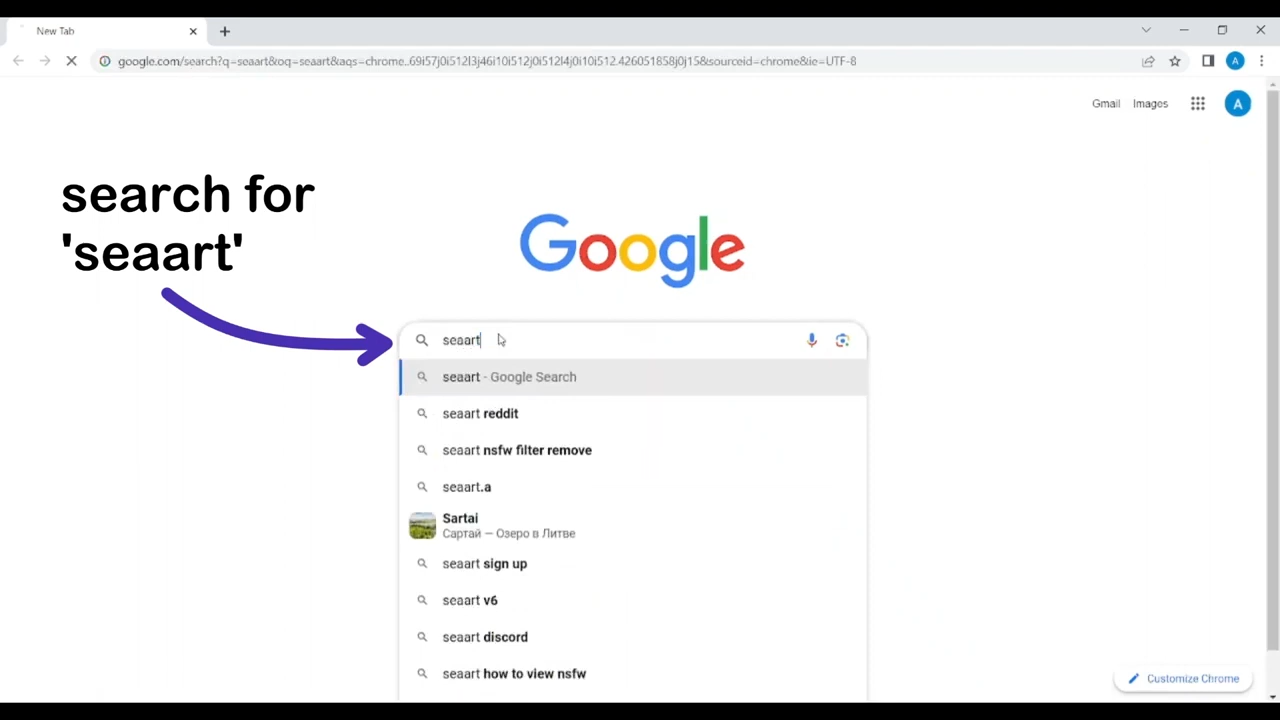 New Tab
google.com/search?q=seaart&oq=seaart&aqs=chrome..69i57j0i512l3j46i10i512j0i512l4j0i10i512.426051858j0j15&sourceid=chrome&ie=UTF-8
A
Gmail Images A
search for
'seaart'
Google
seaart
seaart - Google Search
seaart reddit
seaart nsfw filter remove
seaart.a
Sartai
Сартай — Озеро в Литве
seaart sign up
seaart v6
seaart discord
seaart how to view nsfw
Customize Chrome